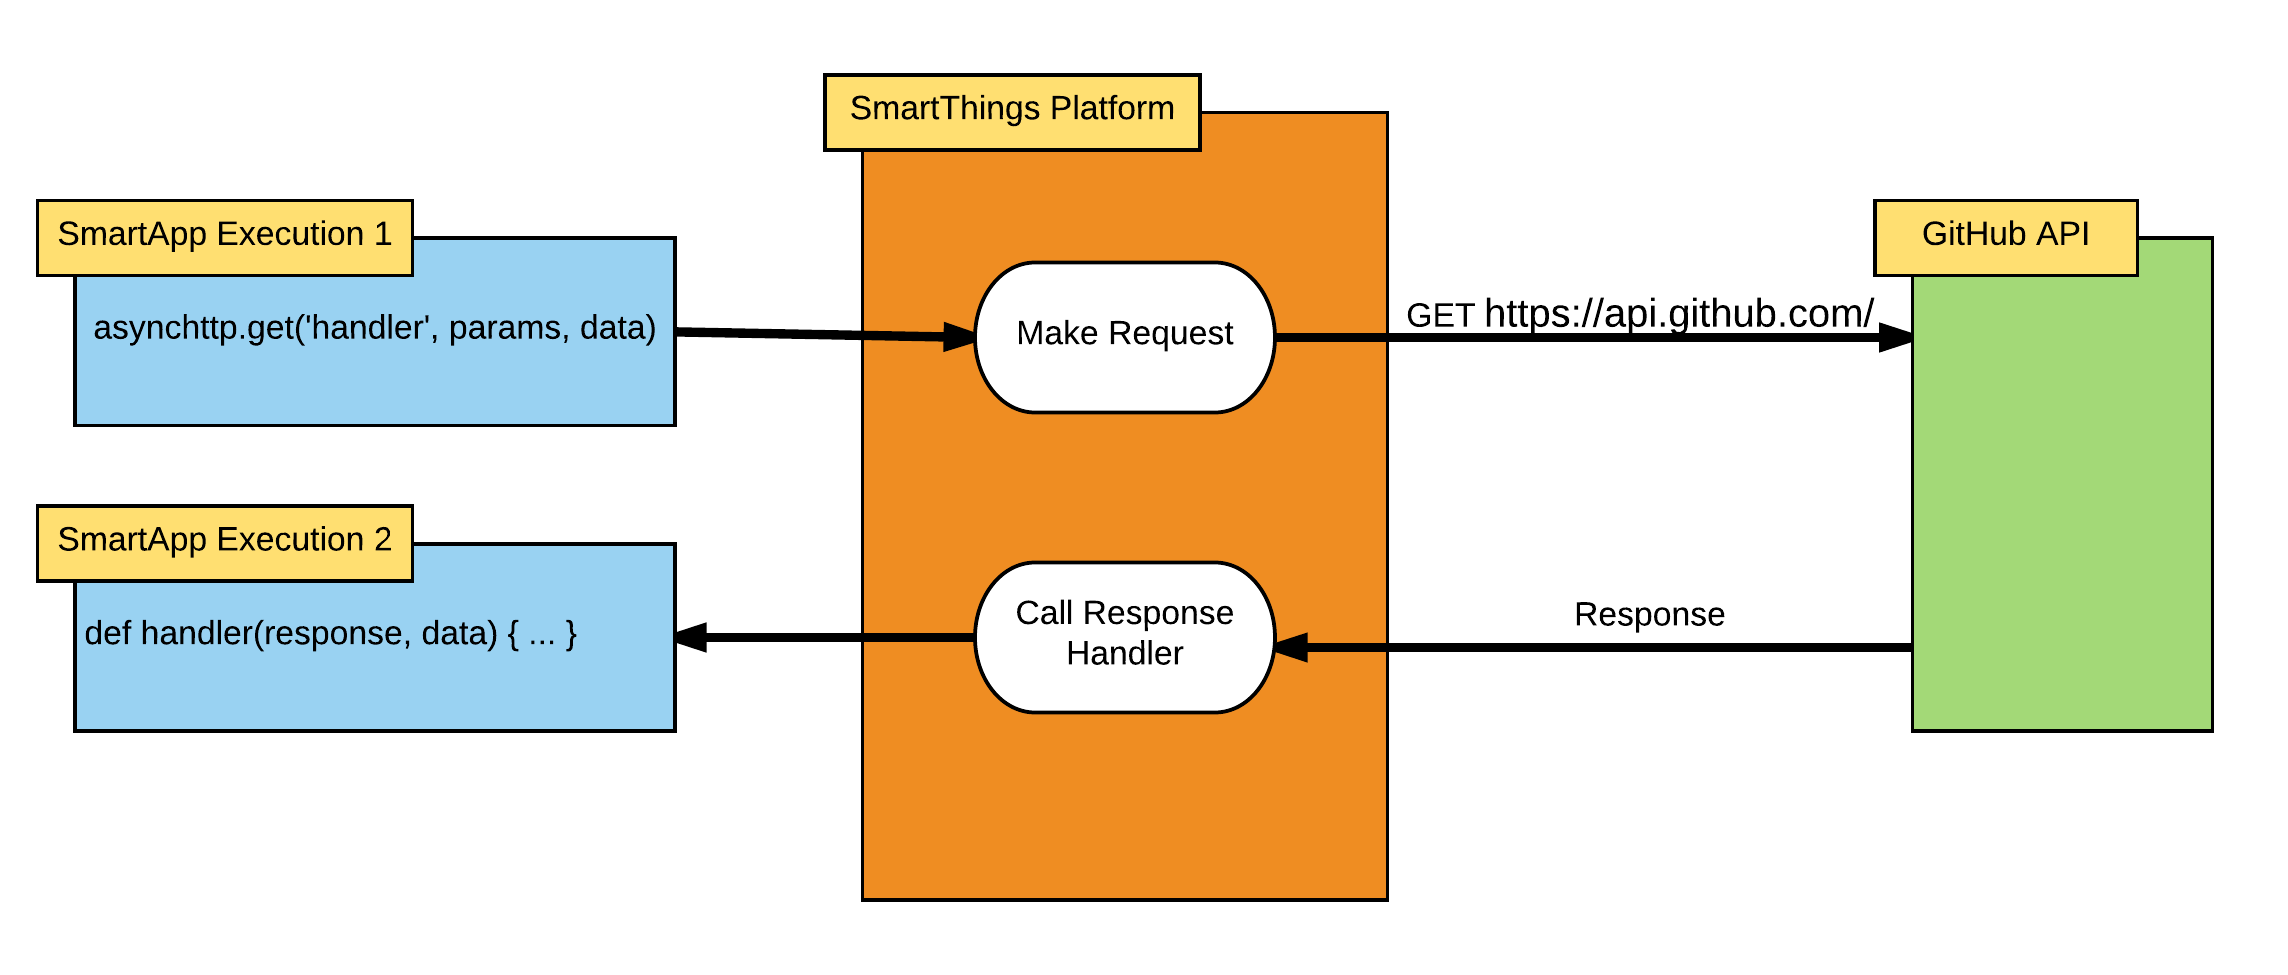 SmartThings Platform
SmartApp Execution 1
asynchttp.get('handler', params, data)
Make Request
GET https://api.github.com/
GitHub API
SmartApp Execution 2
def handler(response, data) { ... }
Call Response
Handler
Response